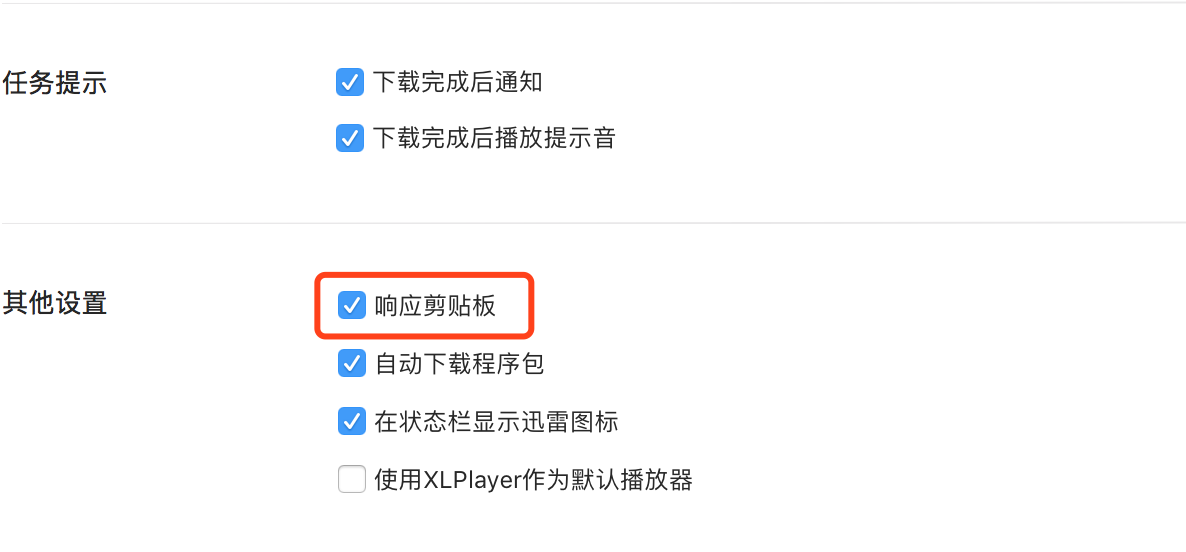 任务提示
下载完成后通知
下载完成后播放提示音
其他设置
响应剪贴板
自动下载程序包
在状态栏显示迅雷图标
使用XLPlayer作为默认播放器